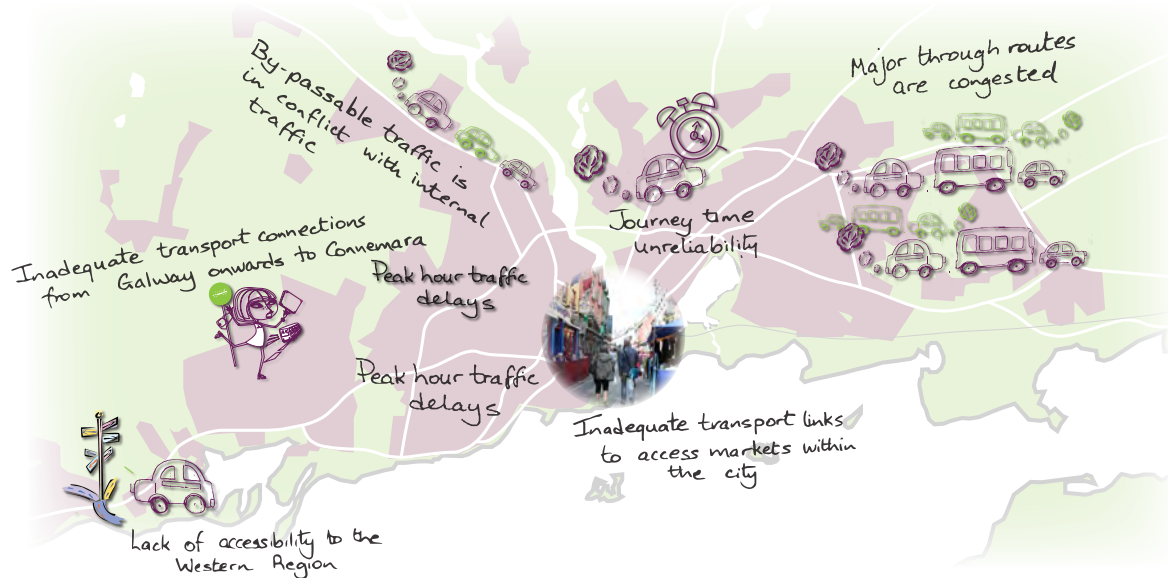 By-passable traffic is
in conflict with internal
traffic
Major through routes
are congested
Journey time
unreliability
Inadequate transport connections
from Galway onwards to Connemara
Peak hour traffic
delays
Peak hour traffic
delays
Inadequate transport links
to access markets within
the city
Lack of accessibility to the
Western Region